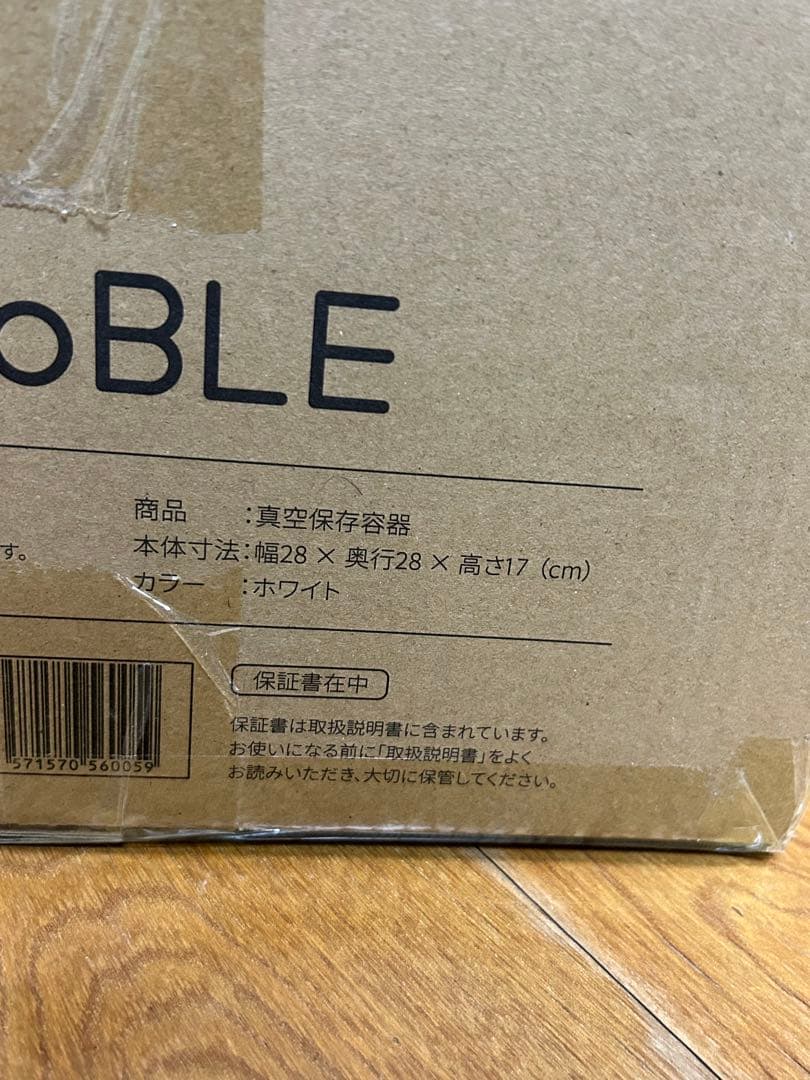 oBLE
商品　：真空保存容器
本体寸法：幅28 × 奥行28 × 高さ17（cm）
カラー　：ホワイト
す。
保証書在中
保証書は取扱説明書に含まれています。
お使いになる前に「取扱説明書」をよく
お読みいただき、大切に保管してください。
571570 560059